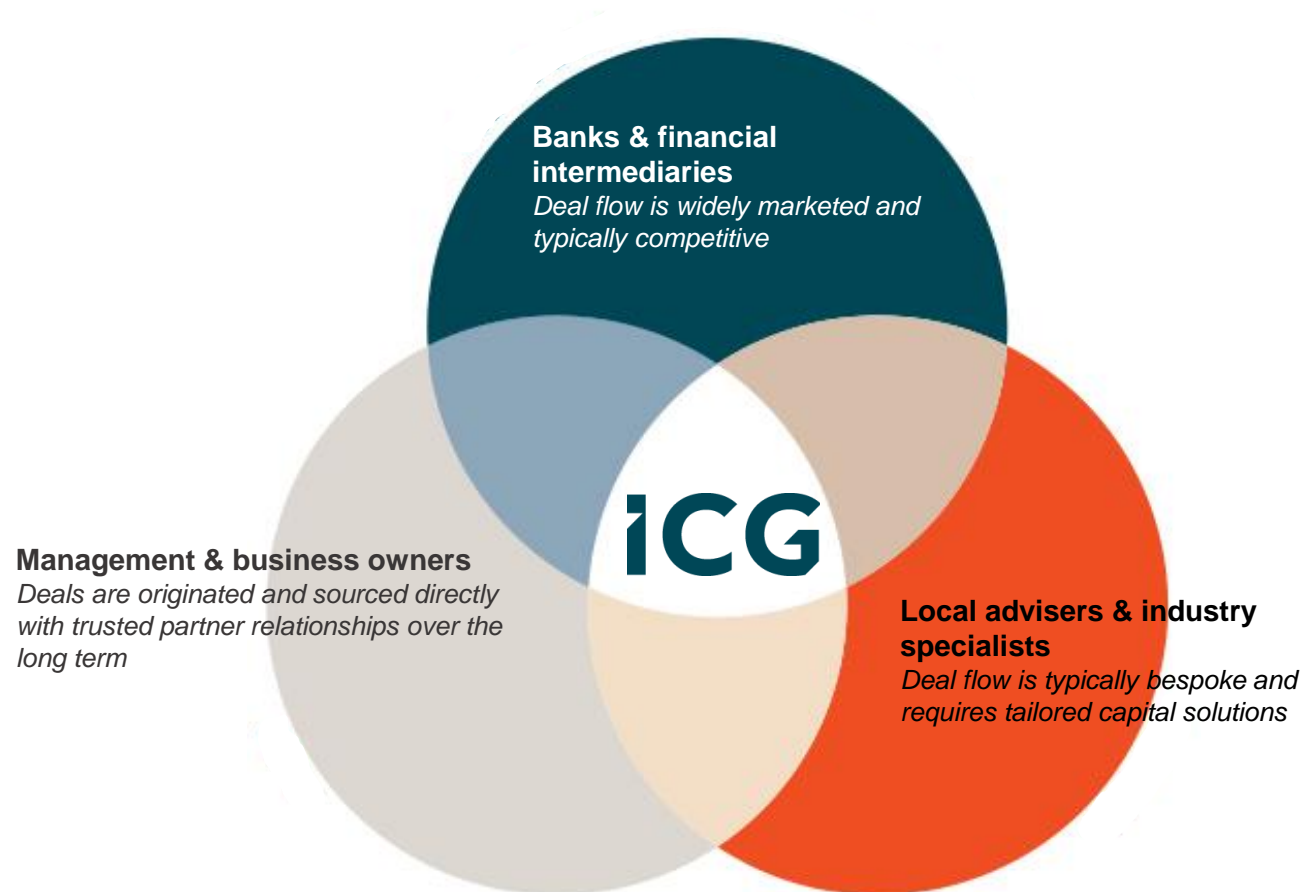 Banks & financial
intermediaries
Deal flow is widely marketed and
typically competitive
ICG
Management & business owners
Deals are originated and sourced directly
with trusted partner relationships over the
long term
Local advisers & industry
specialists
Deal flow is typically bespoke and
requires tailored capital solutions